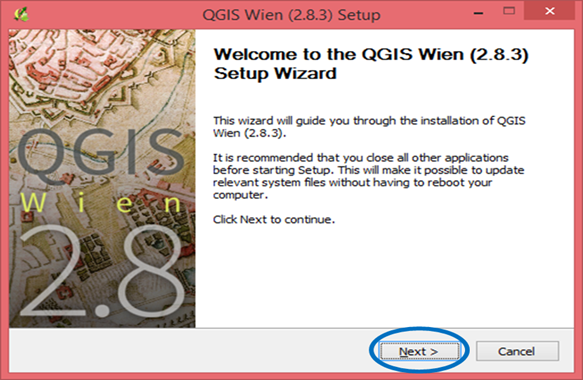 QGIS Wien (2.8.3) Setup
QGIS
Wien
2.8
Welcome to the QGIS Wien (2.8.3)
Setup Wizard
This wizard will guide you through the installation of QGIS
Wien (2.8.3).
It is recommended that you close all other applications
before starting Setup. This will make it possible to update
relevant system files without having to reboot your
computer.
Click Next to continue.
Next >
Cancel